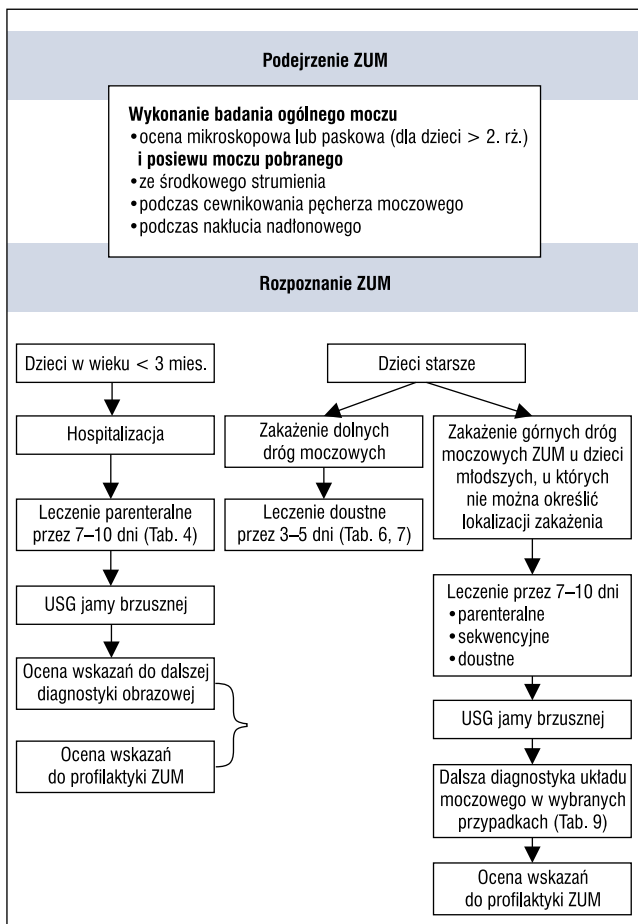 Podejrzenie ZUM
Wykonanie badania ogólnego moczu
•ocena mikroskopowa lub paskowa (dla dzieci > 2. rż.)
i posiewu moczu pobranego
•ze środkowego strumienia
•podczas cewnikowania pęcherza moczowego
•podczas nakłucia nadłonowego
Rozpoznanie ZUM
Dzieci w wieku < 3 mies.
Hospitalizacja
Leczenie parenteralne
przez 7–10 dni (Tab. 4)
USG jamy brzusznej
Ocena wskazań do dalszej
diagnostyki obrazowej
Ocena wskazań
do profilaktyki ZUM
Dzieci starsze
Zakażenie dolnych
dróg moczowych
Leczenie doustne
przez 3–5 dni (Tab. 6, 7)
Zakażenie górnych dróg
moczowych ZUM u dzieci
młodszych, u których
nie można określić
lokalizacji zakażenia
Leczenie przez 7–10 dni
•parenteralne
•sekwencyjne
•doustne
USG jamy brzusznej
Dalsza diagnostyka układu
moczowego w wybranych
przypadkach (Tab. 9)
Ocena wskazań
do profilaktyki ZUM